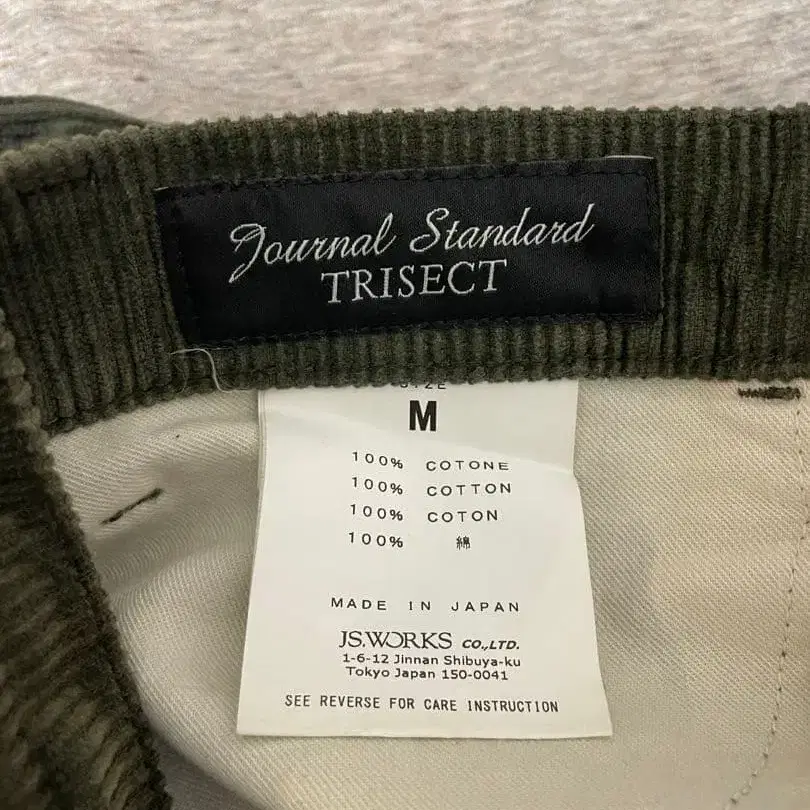 Journal Standard
TRISECT
SIZE
M
100% COTONE
100% COTTON
100% COTON
100% 綿
MADE IN JAPAN
JS.WORKS CO.,LTD.
1-6-12 Jinnan Shibuya-ku
Tokyo Japan 150-0041
SEE REVERSE FOR CARE INSTRUCTION